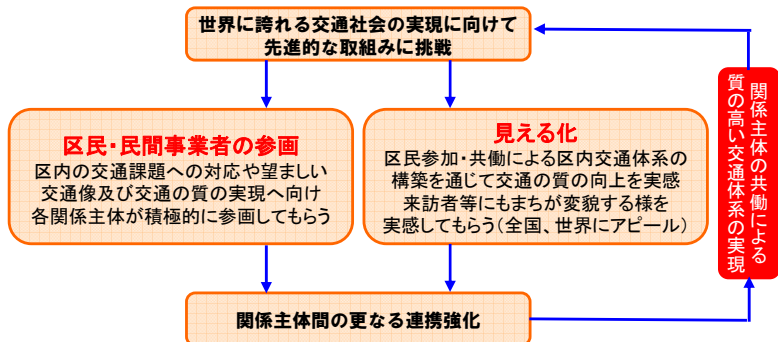 世界に誇れる交通社会の実現に向けて
先進的な取組みに挑戦
区民・民間事業者の参画
区内の交通課題への対応や望ましい
交通像及び交通の質の実現へ向け
各関係主体が積極的に参画してもらう
見える化
区民参加・共働による区内交通体系の
構築を通じて交通の質の向上を実感
来訪者等にもまちが変貌する様を
実感してもらう(全国、世界にアピール)
関係主体の共働による
質の高い交通体系の実現
関係主体間の更なる連携強化